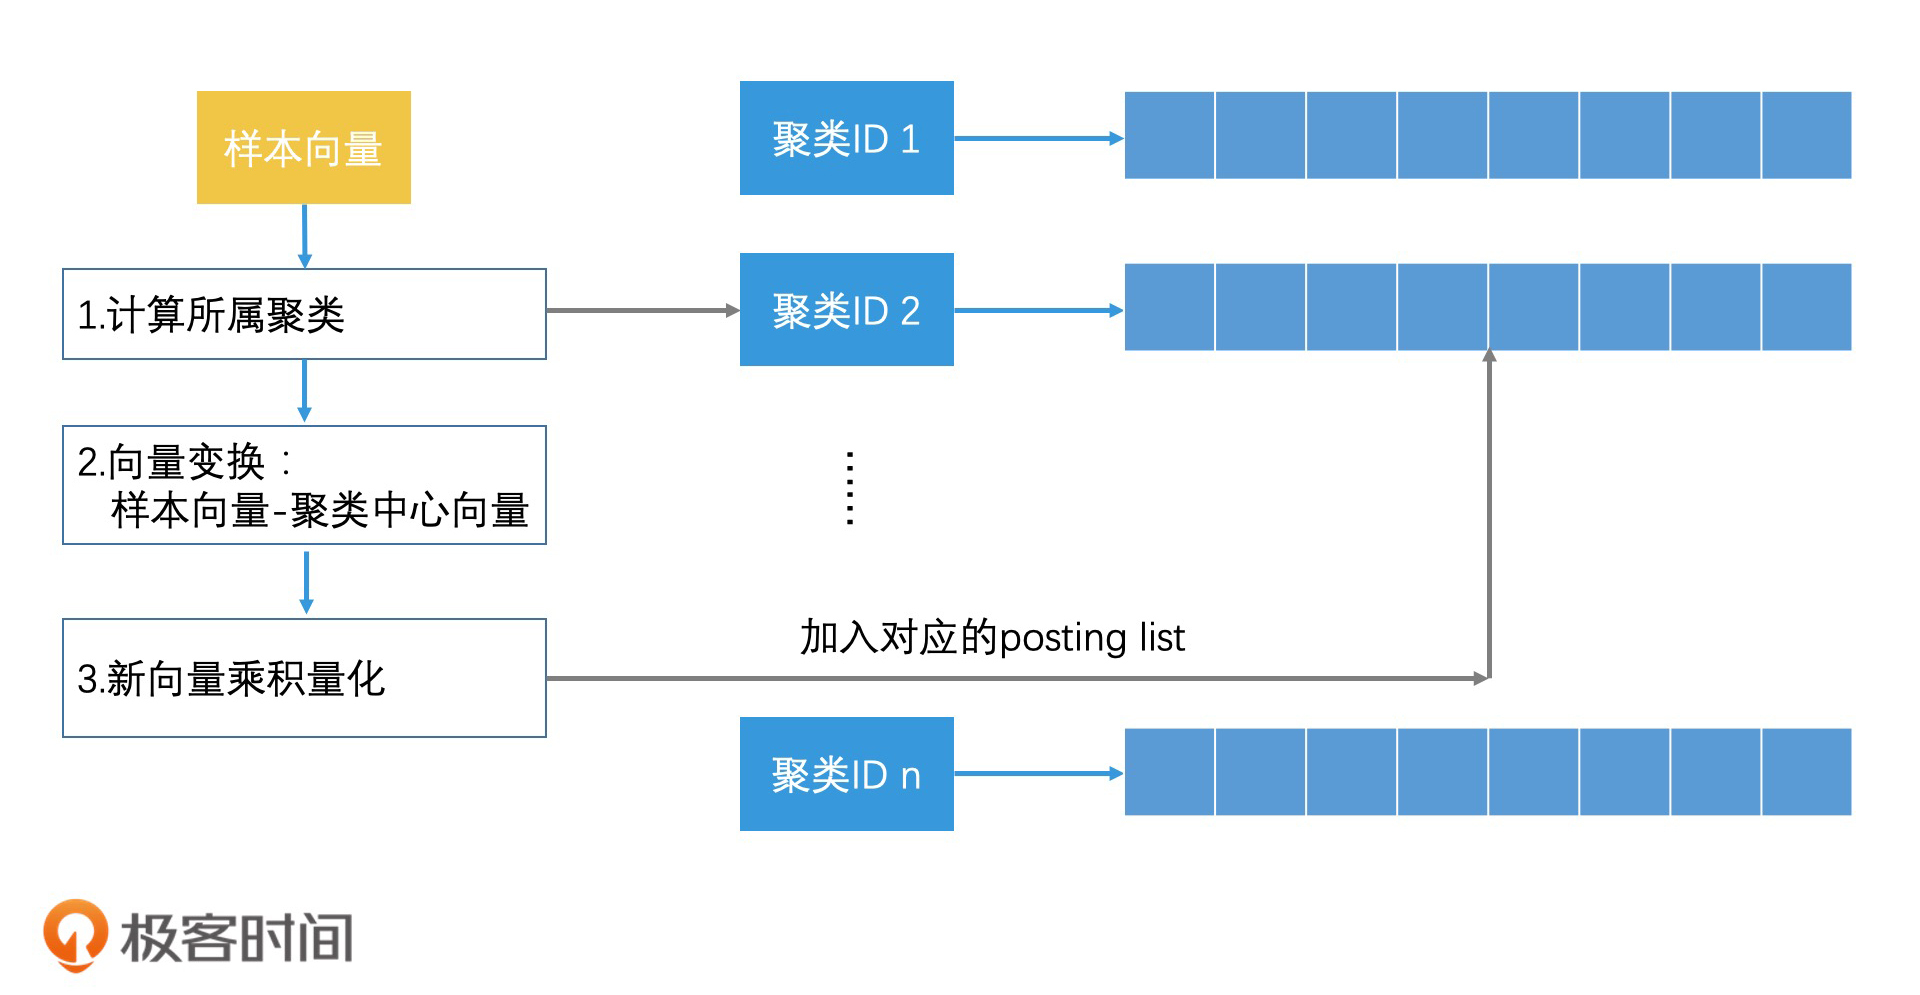 样本向量
1.计算所属聚类
2.向量变换：
样本向量-聚类中心向量
3.新向量乘积量化
聚类ID 1
聚类ID 2
加入对应的posting list
聚类ID n
极客时间